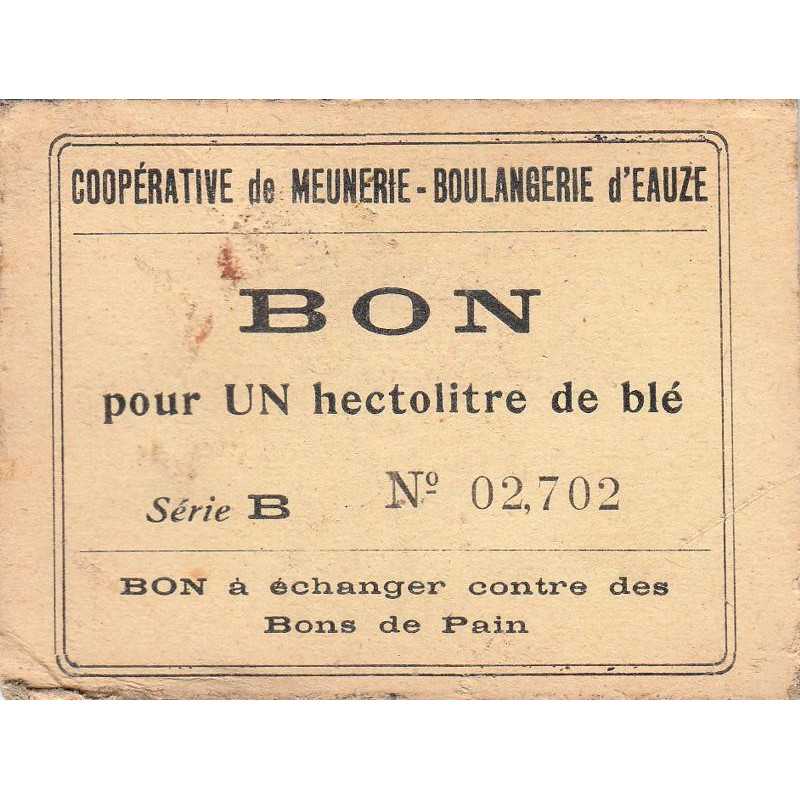 COOPÉRATIVE de MEUNERIE - BOULANGERIE d'EAUZE
BON
pour UN hectolitre de blé
Série B Nº 02,702
BON à échanger contre des
Bons de Pain